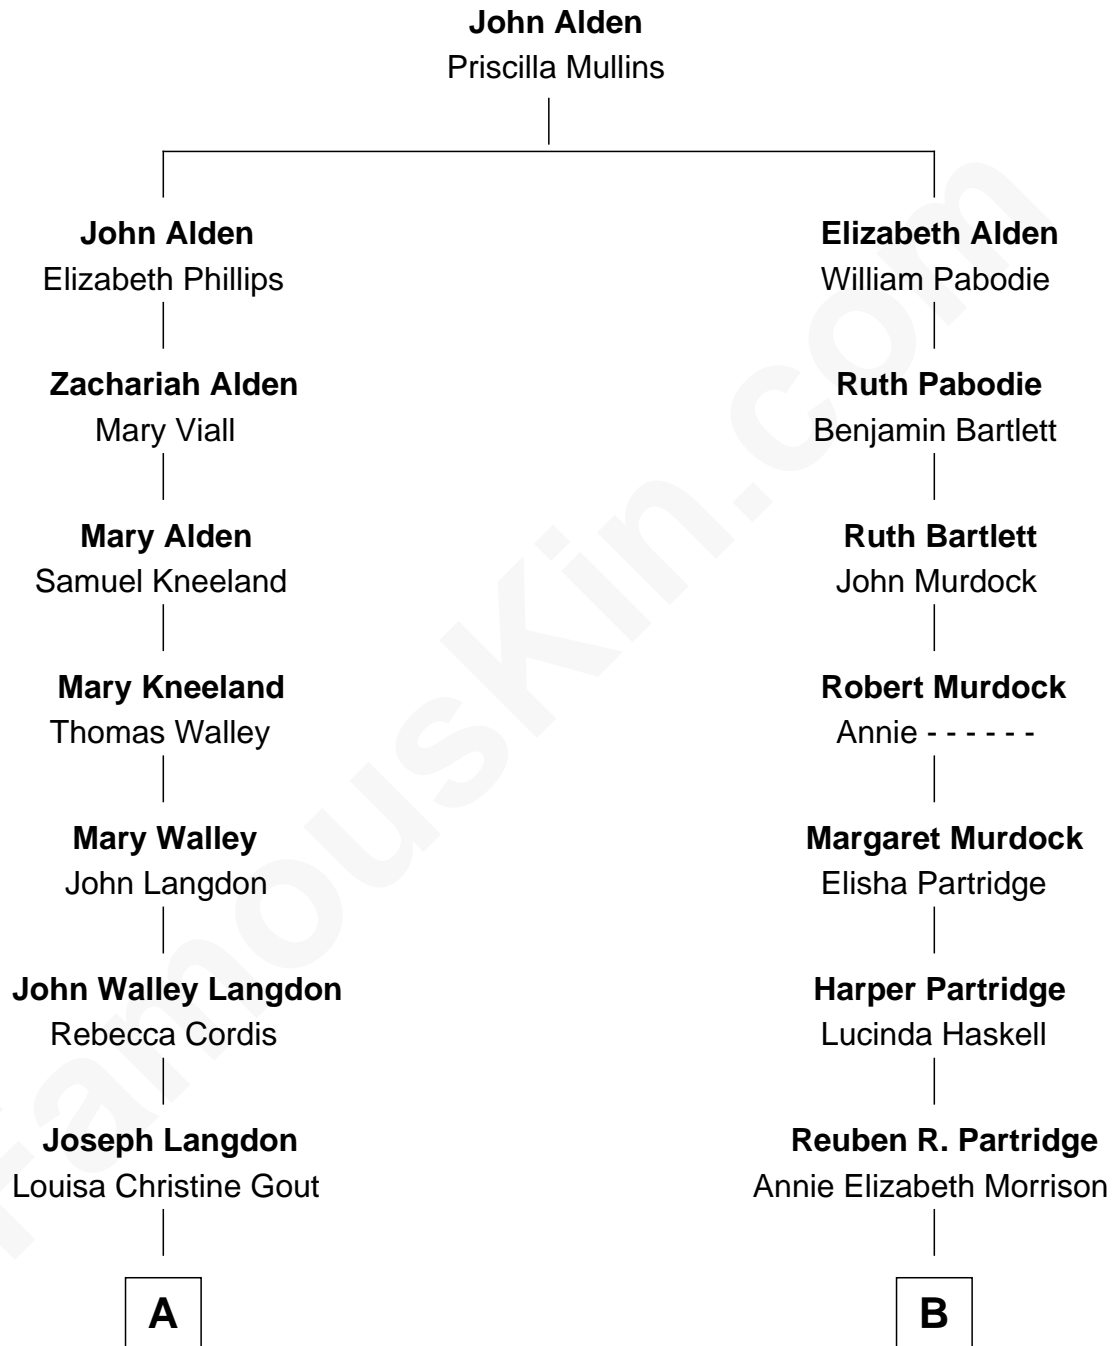 John Alden
Priscilla Mullins
John Alden
Elizabeth Phillips
Zachariah Alden
Mary Viall
Mary Alden
Samuel Kneeland
Mary Kneeland
Thomas Walley
Mary Walley
John Langdon
John Walley Langdon
Rebecca Cordis
Joseph Langdon
Louisa Christine Gout
A
Elizabeth Alden
William Pabodie
Ruth Pabodie
Benjamin Bartlett
Ruth Bartlett
John Murdock
Robert Murdock
Annie - - - - - -
Margaret Murdock
Elisha Partridge
Harper Partridge
Lucinda Haskell
Reuben R. Partridge
Annie Elizabeth Morrison
B
FamousKin.com